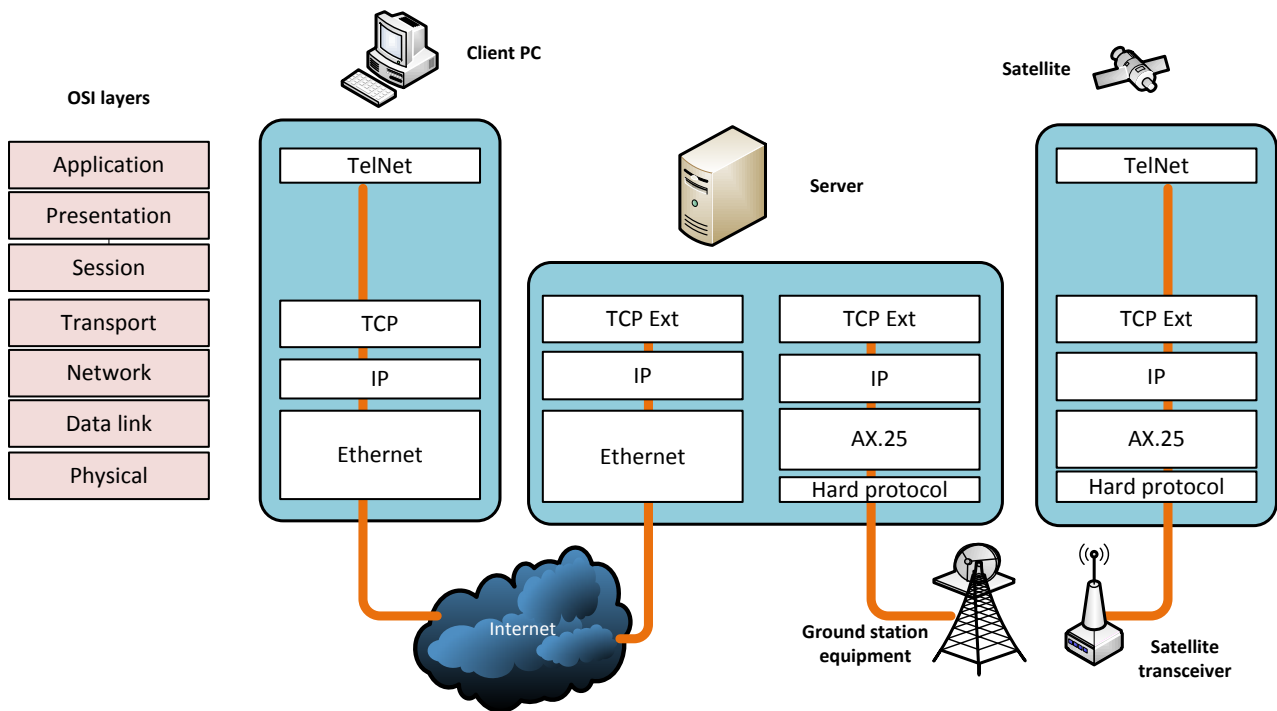 OSI layers
Application
Presentation
Session
Transport
Network
Data link
Physical
Client PC
TelNet
TCP
IP
Ethernet
Internet
Server
TCP Ext
IP
Ethernet
TCP Ext
IP
AX.25
Hard protocol
Ground station
equipment
Satellite
TelNet
TCP Ext
IP
AX.25
Hard protocol
Satellite
transceiver